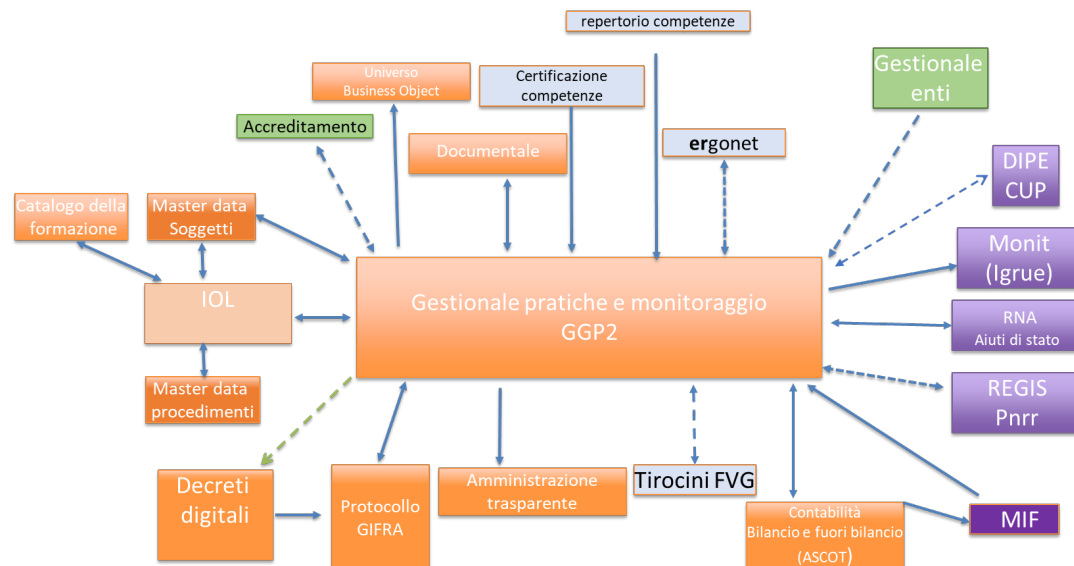 repertorio competenze
Universo
Business Object
Certificazione
competenze
Gestionale
enti
Accreditamento
Documentale
ergonet
DIPE
CUP
Catalogo della
formazione
Master data
Soggetti
Monit
(Igrue)
IOL
Gestionale pratiche e monitoraggio
GGP2
RNA
Aiuti di stato
Master data
procedimenti
REGIS
Pnrr
Decreti
digitali
Protocollo
GIFRA
Amministrazione
trasparente
Tirocini FVG
Contabilità
Bilancio e fuori bilancio
(ASCOT)
MIF